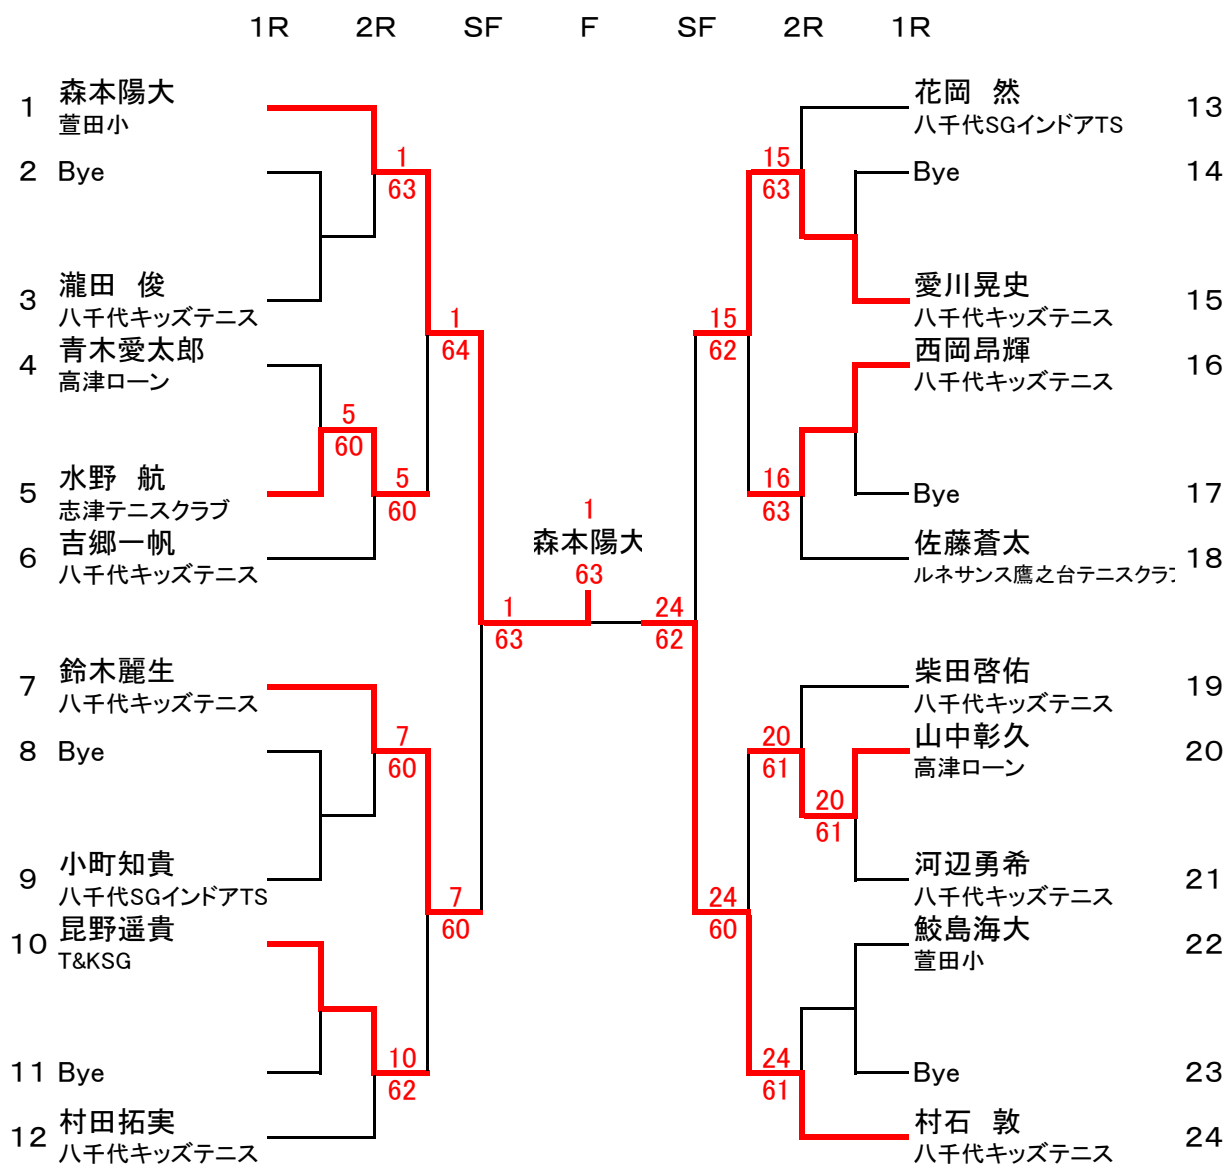 1R 2R SF F SF 2R 1R
1 森本陽大
萱田小
2 Bye
3 瀧田 俊
八千代キッズテニス
4 青木愛太郎
高津ローン
5 水野 航
志津テニスクラブ
6 吉郷一帆
八千代キッズテニス
7 鈴木麗生
八千代キッズテニス
8 Bye
9 小町知貴
八千代SGインドアTS
10 昆野遥貴
T&KSG
11 Bye
12 村田拓実
八千代キッズテニス
1
63
5
60
5
60
1
64
7
60
10
62
7
60
1
63
1
森本陽大
63
24
62
15
62
24
60
15
63
16
63
20
61
20
61
24
61
花岡 然 13
八千代SGインドアTS
Bye 14
愛川晃史 15
八千代キッズテニス
西岡昂輝 16
八千代キッズテニス
Bye 17
佐藤蒼太 18
ルネサンス鷹之台テニスクラブ
柴田啓佑 19
八千代キッズテニス
山中彰久 20
高津ローン
河辺勇希 21
八千代キッズテニス
鮫島海大 22
萱田小
Bye 23
村石 敦 24
八千代キッズテニス